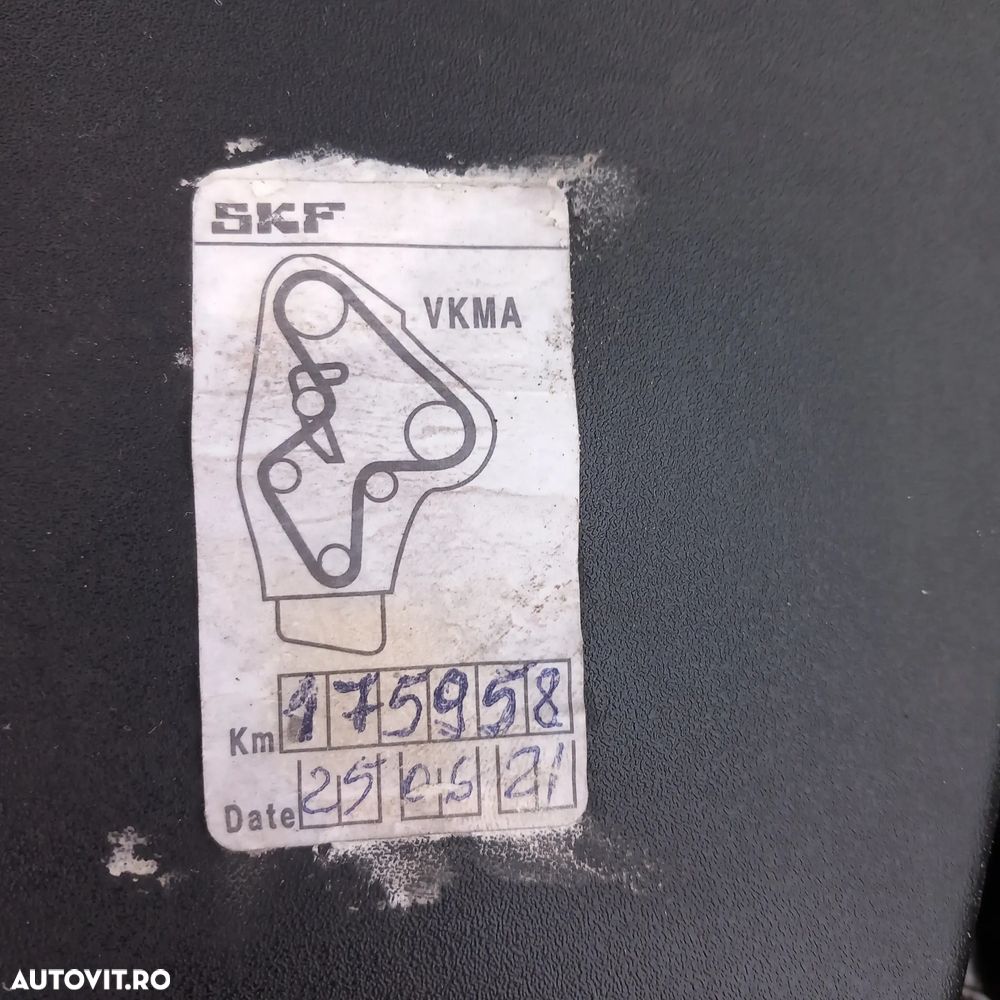 SKF
VKMA
Km 175958
Date 25 05 21
AUTOVIT.RO